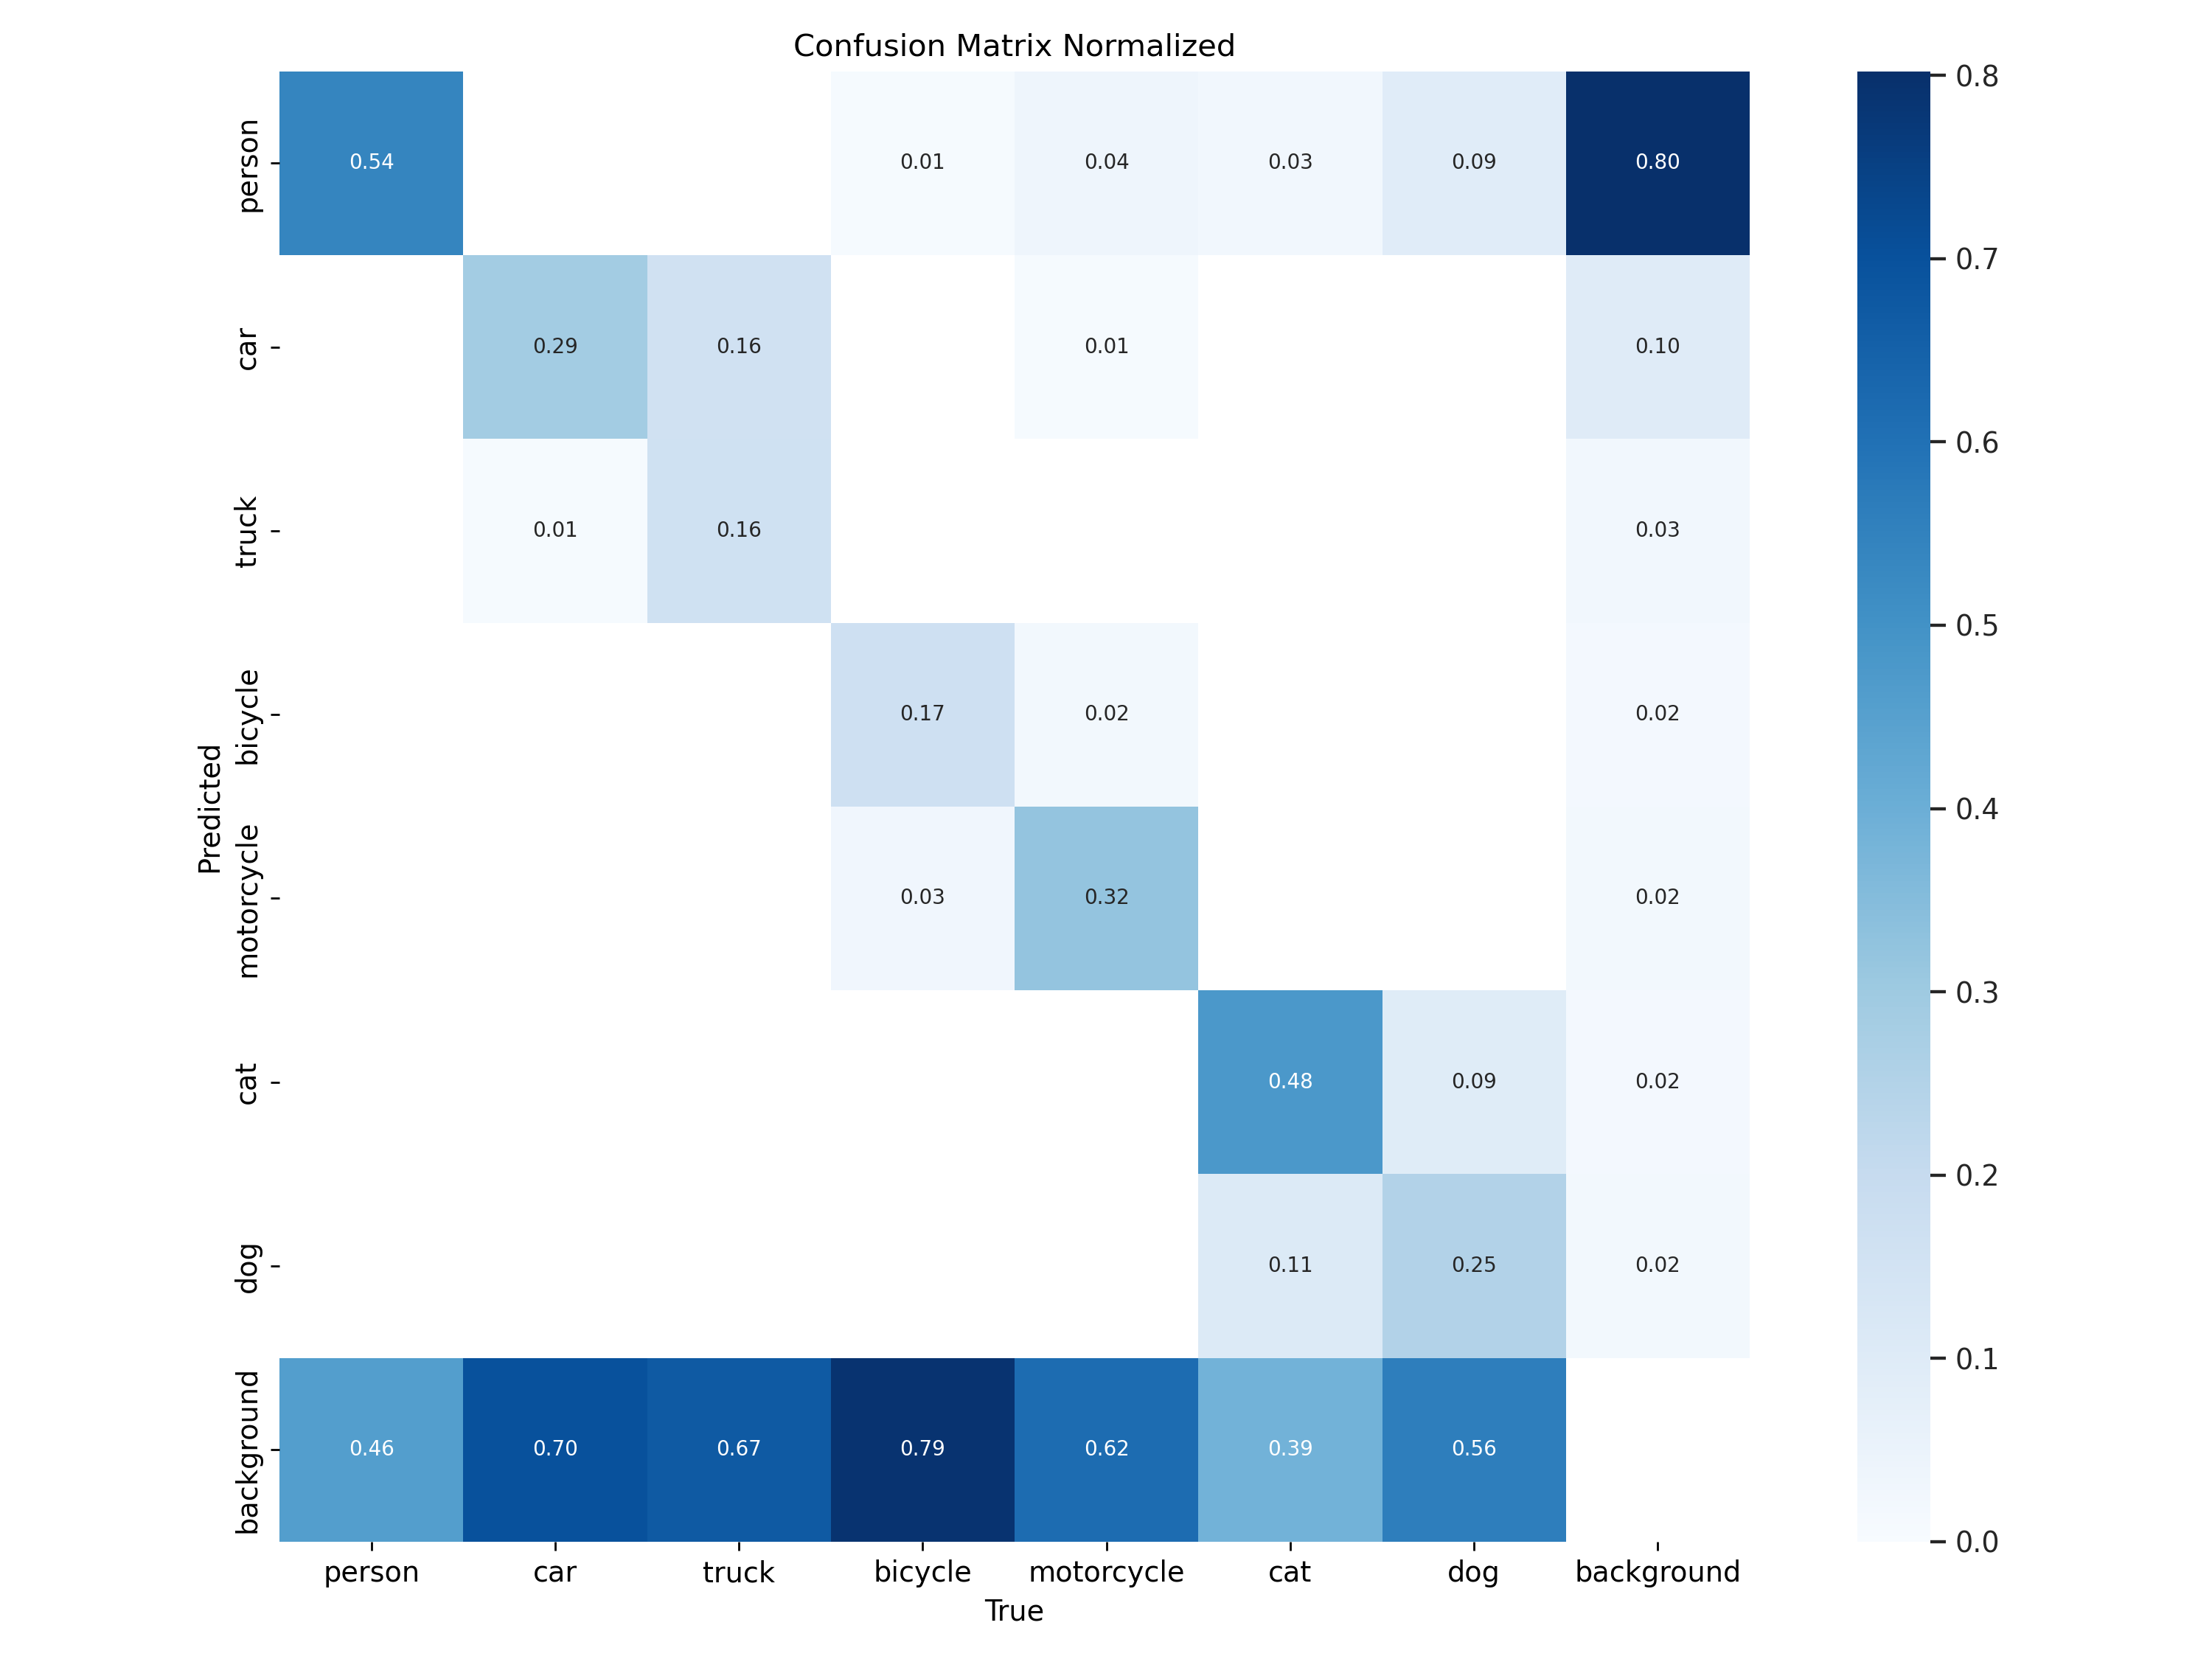 Confusion Matrix Normalized
person 0.54 0.01 0.04 0.03 0.09 0.80
car 0.29 0.16 0.01 0.10
truck 0.01 0.16 0.03
bicycle 0.17 0.02 0.02
motorcycle 0.03 0.32 0.02
cat 0.48 0.09 0.02
dog 0.11 0.25 0.02
background 0.46 0.70 0.67 0.79 0.62 0.39 0.56
Predicted
person car truck bicycle motorcycle cat dog background
True
0.8
0.7
0.6
0.5
0.4
0.3
0.2
0.1
0.0